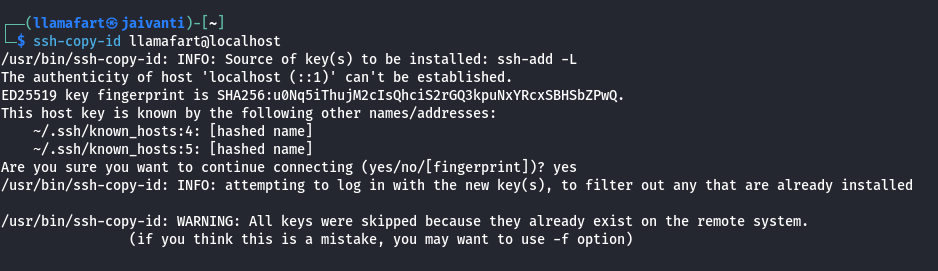 ┌──(llamafart㉿jaivanti)-[~]
└─$ ssh-copy-id llamafart@localhost
/usr/bin/ssh-copy-id: INFO: Source of key(s) to be installed: ssh-add -L
The authenticity of host 'localhost (::1)' can't be established.
ED25519 key fingerprint is SHA256:u0Nq5iThujM2cIsQhciS2rGQ3kpuNxYRcxSBHSbZPwQ.
This host key is known by the following other names/addresses:
    ~/.ssh/known_hosts:4: [hashed name]
    ~/.ssh/known_hosts:5: [hashed name]
Are you sure you want to continue connecting (yes/no/[fingerprint])? yes
/usr/bin/ssh-copy-id: INFO: attempting to log in with the new key(s), to filter out any that are already installed
/usr/bin/ssh-copy-id: WARNING: All keys were skipped because they already exist on the remote system.
                (if you think this is a mistake, you may want to use -f option)